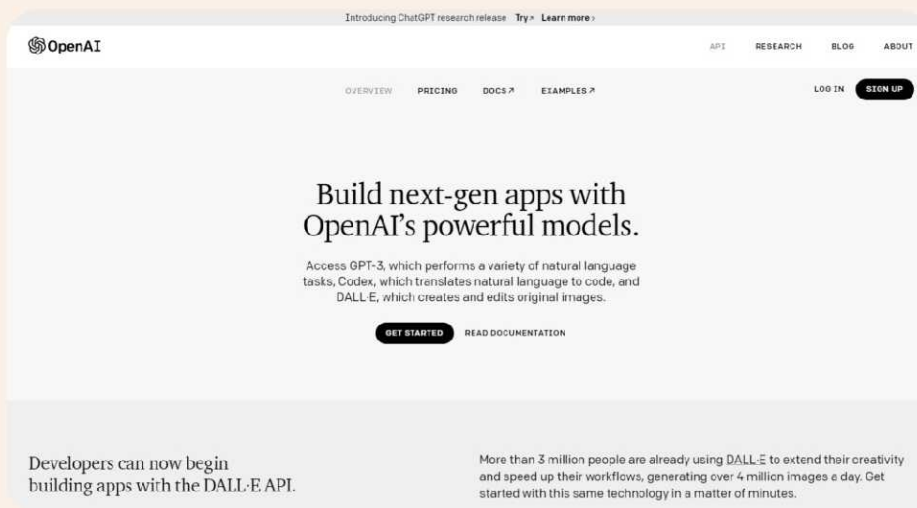 Introducing ChatGPT research release Try↗ Learn more›
OpenAI
API RESEARCH BLOG ABOUT
OVERVIEW PRICING DOCS↗ EXAMPLES↗
LOG IN SIGN UP
Build next-gen apps with
OpenAI’s powerful models.
Access GPT-3, which performs a variety of natural language
tasks, Codex, which translates natural language to code, and
DALL·E, which creates and edits original images.
GET STARTED READ DOCUMENTATION
Developers can now begin
building apps with the DALL·E API.
More than 3 million people are already using DALL·E to extend their creativity
and speed up their workflows, generating over 4 million images a day. Get
started with this same technology in a matter of minutes.